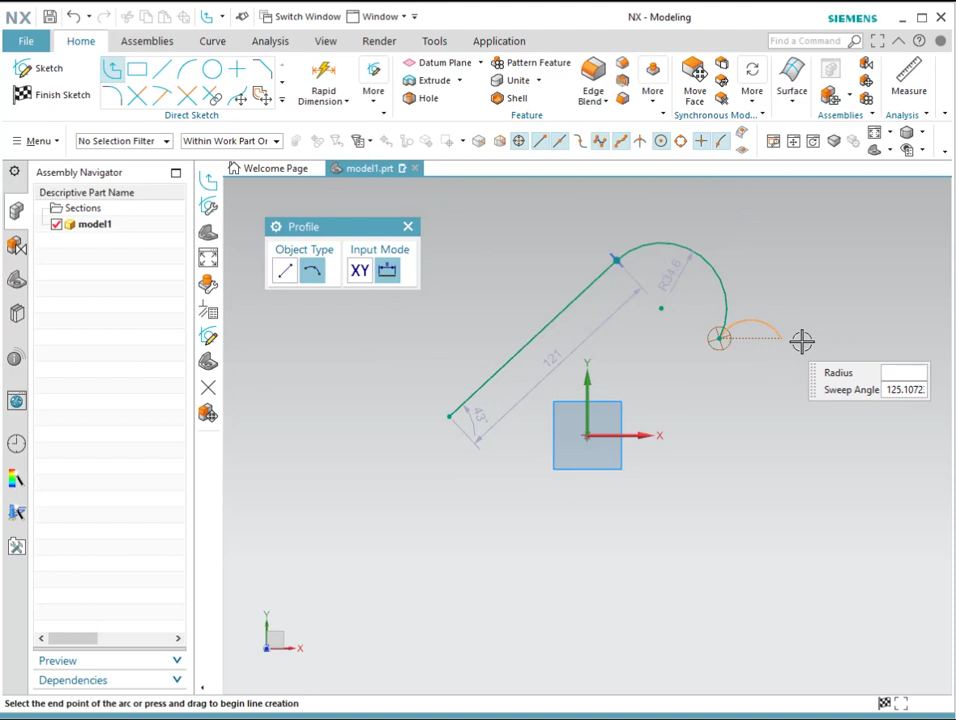 NX
Switch Window
Window
NX - Modeling
SIEMENS
File
Home
Assemblies
Curve
Analysis
View
Render
Tools
Application
Find a Command
Sketch
Finish Sketch
Direct Sketch
Rapid
Dimension
More
Datum Plane
Extrude
Hole
Pattern Feature
Unite
Shell
Feature
Edge
Blend
More
Move
Face
More
Synchronous Mod...
Surface
Assemblies
Measure
Analysis
Menu
No Selection Filter
Within Work Part Or
Assembly Navigator
Descriptive Part Name
Sections
model1
Preview
Dependencies
Welcome Page
model1.prt
Profile
Object Type
Input Mode
XY
R34.6
121
43°
Y
X
Radius
Sweep Angle
125.1072
Y
X
Select the end point of the arc or press and drag to begin line creation